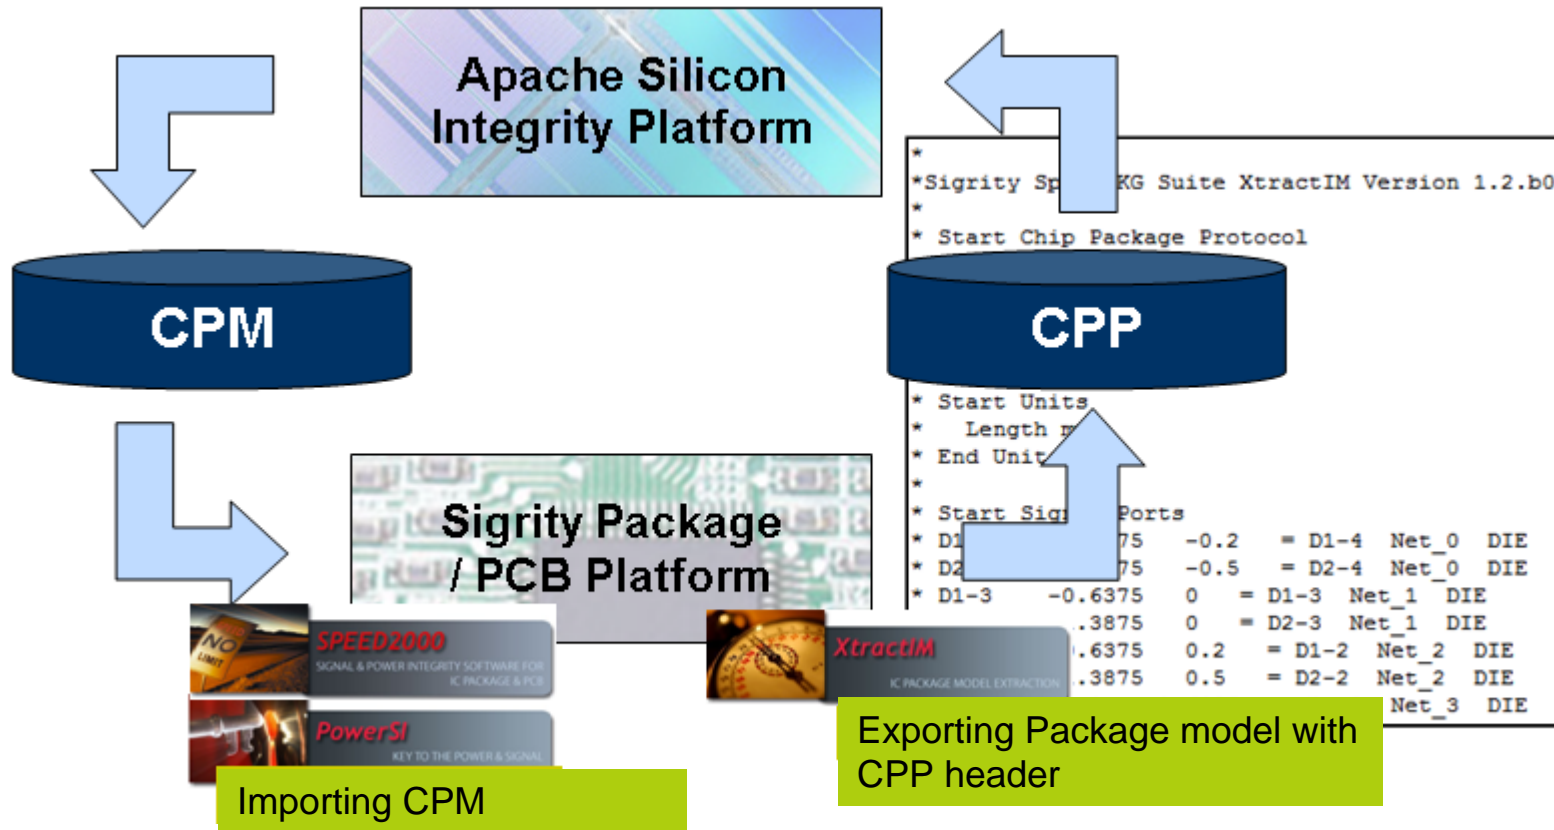 Apache Silicon
Integrity Platform
*
*Sigrity KG Suite XtractIM Version 1.2.b0
*
* Start Chip Package Protocol
CPM
CPP
* Start Units
* Length
* End Unit
*
* Start Ports
* D1 75 -0.2 = D1-4 Net_0 DIE
* D2 75 -0.5 = D2-4 Net_0 DIE
* D1-3 -0.6375 0 = D1-3 Net_1 DIE
.3875 0 = D2-3 Net_1 DIE
.6375 0.2 = D1-2 Net_2 DIE
.3875 0.5 = D2-2 Net_2 DIE
Net_3 DIE
Sigrity Package
/ PCB Platform
NO
LIMIT
SPEED2000
SIGNAL & POWER INTEGRITY SOFTWARE FOR
IC PACKAGE & PCB
PowerSI
KEY TO THE POWER & SIGNAL
Importing CPM
XtractIM
IC PACKAGE MODEL EXTRACTION
Exporting Package model with
CPP header